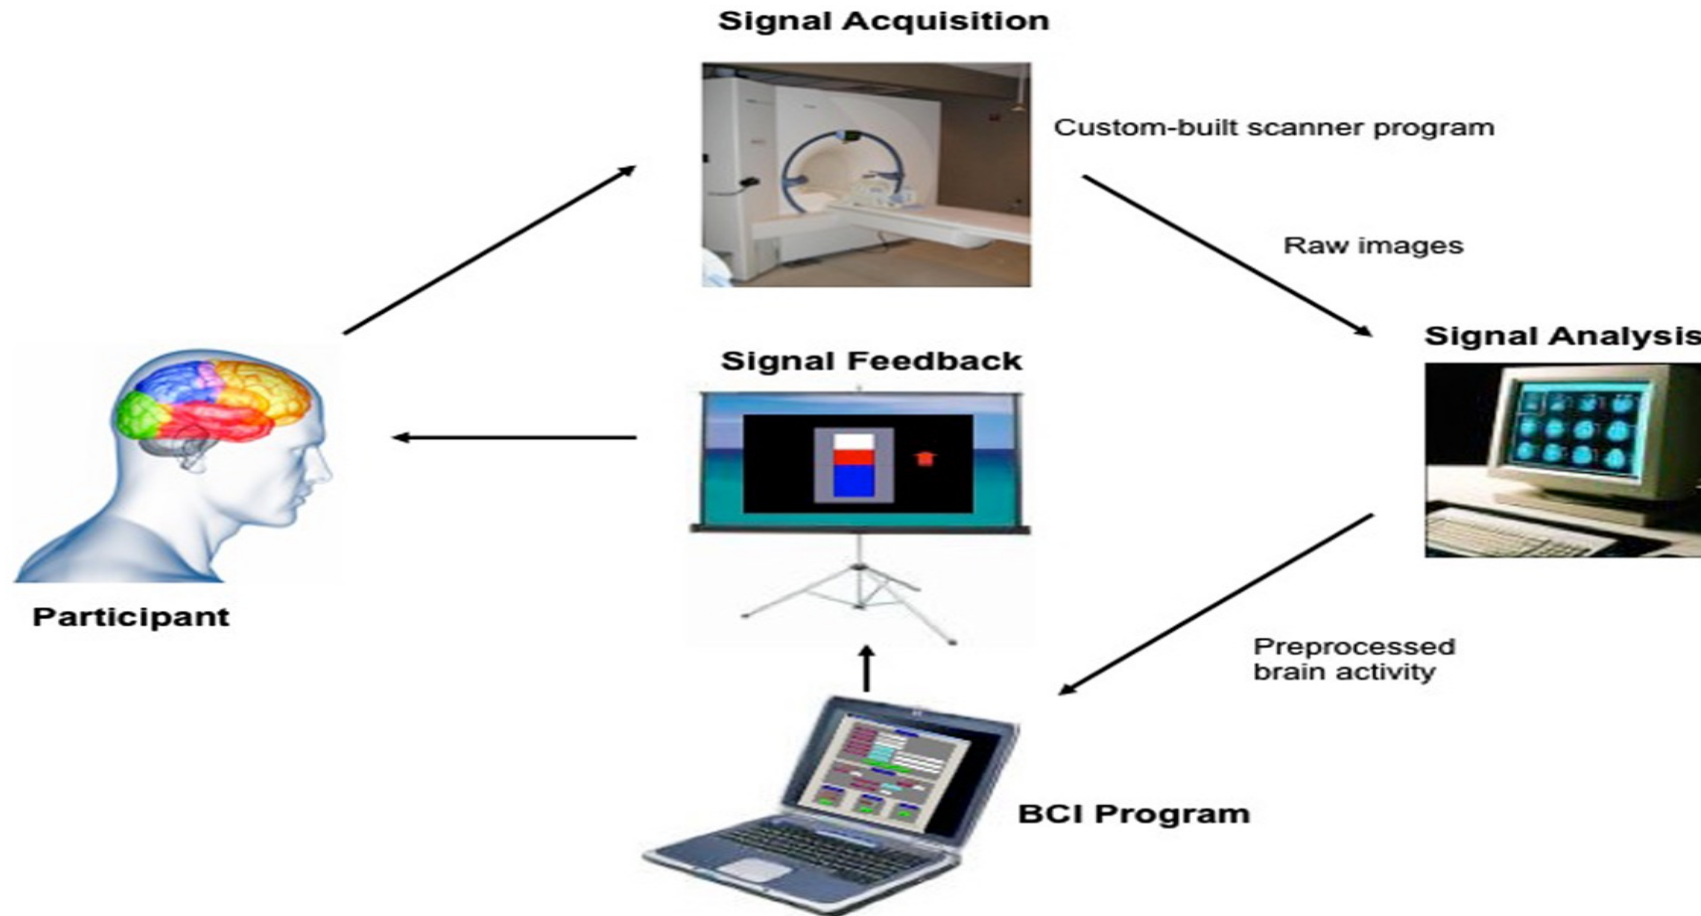 Signal Acquisition
Custom-built scanner program
Raw images
Signal Analysis
Signal Feedback
Participant
Preprocessed
brain activity
BCI Program